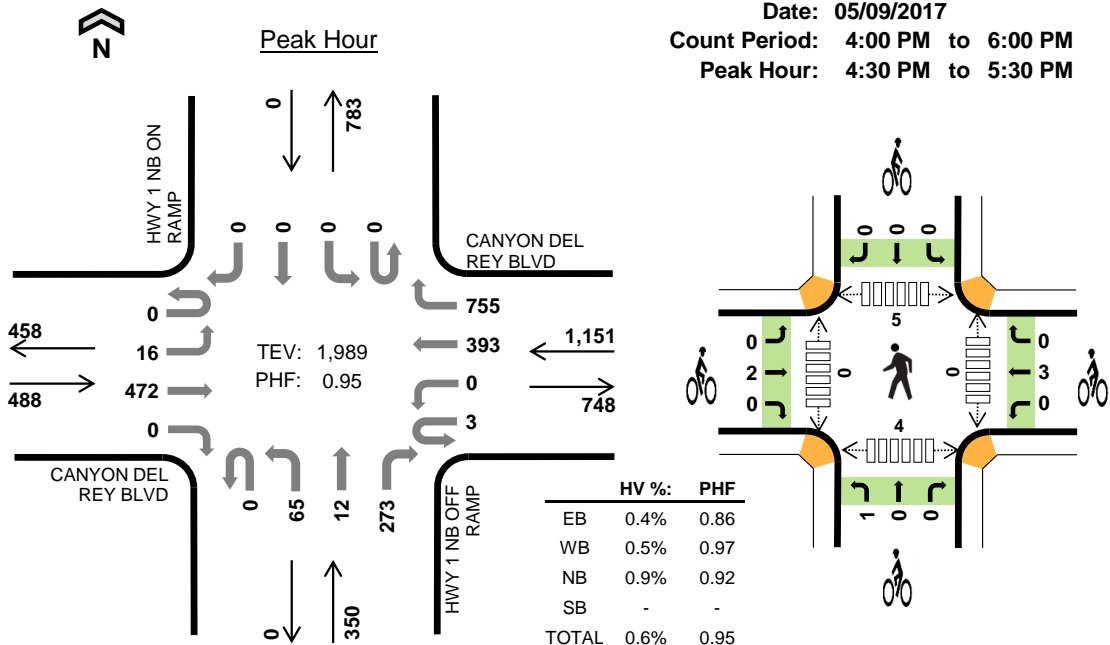 N
Peak Hour
Date: 05/09/2017
Count Period: 4:00 PM to 6:00 PM
Peak Hour: 4:30 PM to 5:30 PM
0
783
HWY 1 NB ON
RAMP
0 0 0 0
CANYON DEL
REY BLVD
0
16
472
0
458
488
TEV: 1,989
PHF: 0.95
755
393
0
3
1,151
748
CANYON DEL
REY BLVD
0 65 12 273
HWY 1 NB OFF
RAMP
0
350
HV %: PHF
EB 0.4% 0.86
WB 0.5% 0.97
NB 0.9% 0.92
SB - -
TOTAL 0.6% 0.95
0 0 0
5
0
2
0
0
0
0
3
0
4
1 0 0